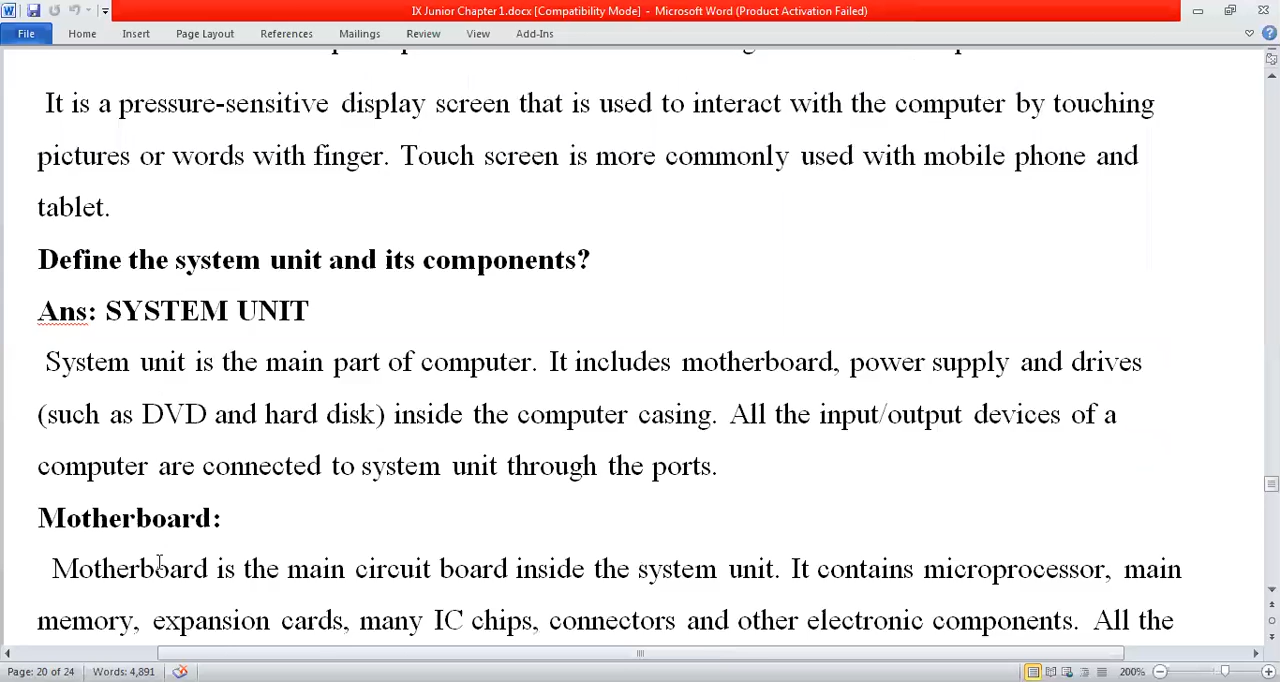 IX Junior Chapter 1.docx [Compatibility Mode] - Microsoft Word (Product Activation Failed)
File Home Insert Page Layout References Mailings Review View Add-Ins
It is a pressure-sensitive display screen that is used to interact with the computer by touching
pictures or words with finger. Touch screen is more commonly used with mobile phone and
tablet.
Define the system unit and its components?
Ans: SYSTEM UNIT
System unit is the main part of computer. It includes motherboard, power supply and drives
(such as DVD and hard disk) inside the computer casing. All the input/output devices of a
computer are connected to system unit through the ports.
Motherboard:
Motherboard is the main circuit board inside the system unit. It contains microprocessor, main
memory, expansion cards, many IC chips, connectors and other electronic components. All the
Page: 20 of 24 Words: 4,891 200%